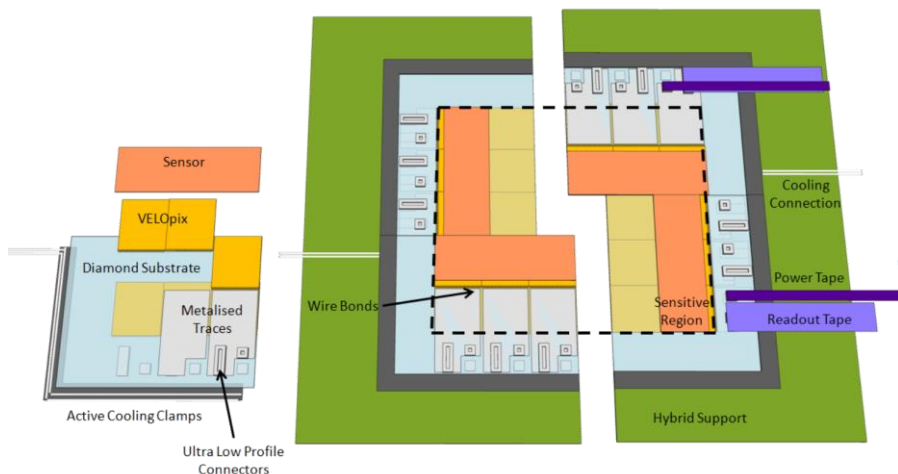 Sensor
VELOpix
Diamond Substrate
Metalised
Traces
Active Cooling Clamps
Ultra Low Profile
Connectors
Wire Bonds
Sensitive
Region
Cooling
Connection
Power Tape
Readout Tape
Hybrid Support